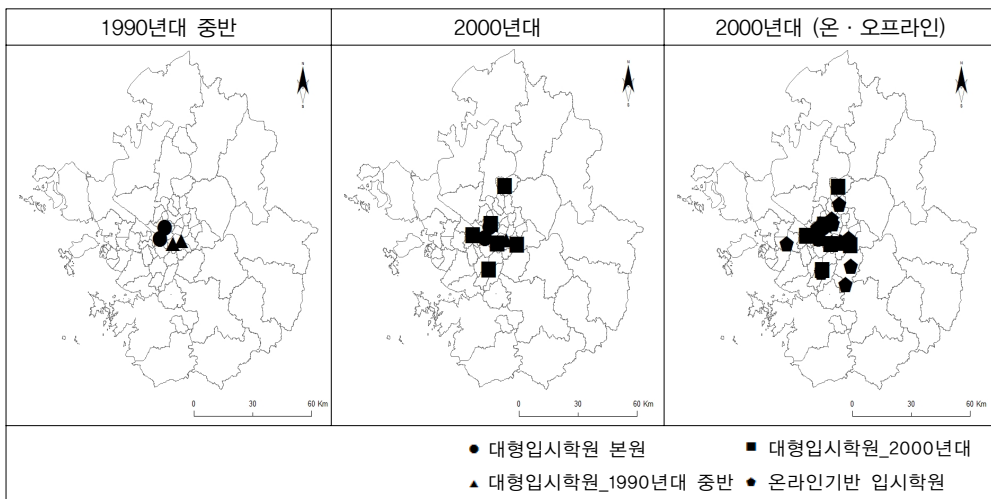 1990년대 중반
2000년대
2000년대 (온 · 오프라인)
N
S
0 30 60 Km
N
S
0 30 60 Km
N
S
0 30 60 Km
대형입시학원 본원
대형입시학원_2000년대
대형입시학원_1990년대 중반
온라인기반 입시학원